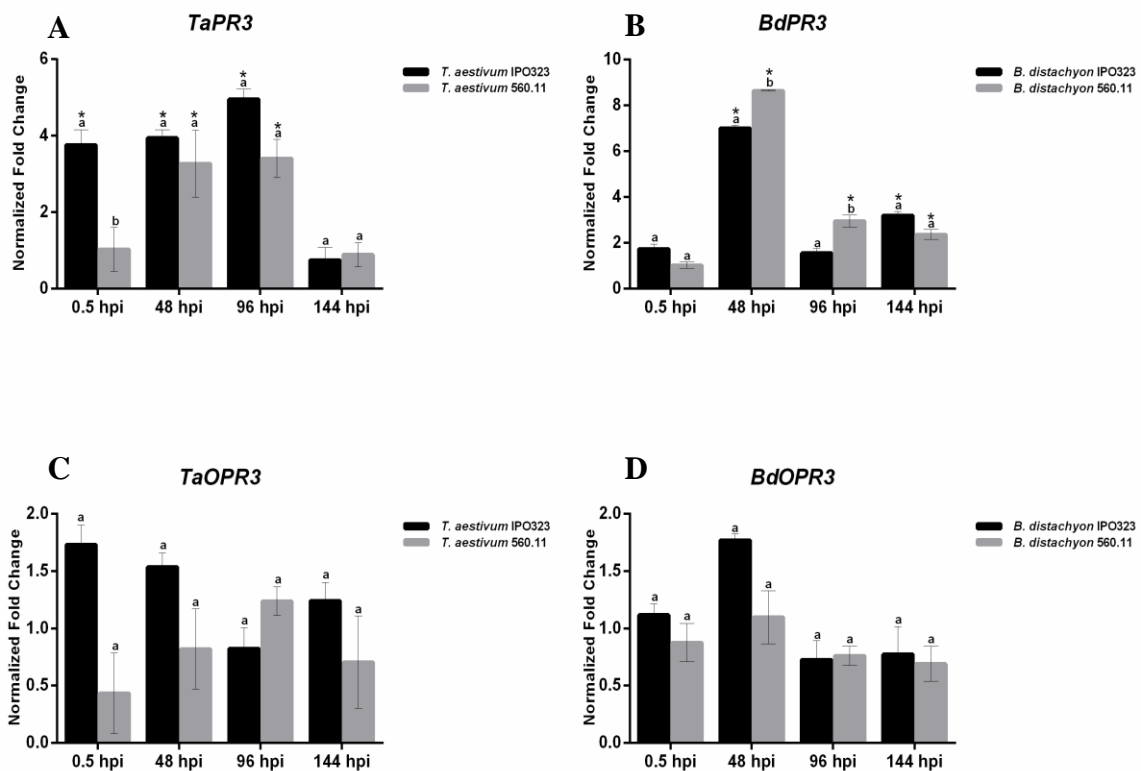 A
TaPR3
Normalized Fold Change
6
4
2
0
* a
b
* a
* a
* a
* a
a
a
0.5 hpi 48 hpi 96 hpi 144 hpi
T. aestivum IPO323
T. aestivum 560.11
B
BdPR3
Normalized Fold Change
10
8
6
4
2
0
a
a
* a
* b
a
* b
* a
* a
0.5 hpi 48 hpi 96 hpi 144 hpi
B. distachyon IPO323
B. distachyon 560.11
C
TaOPR3
Normalized Fold Change
2.0
1.5
1.0
0.5
0.0
a
a
a
a
a
a
a
a
0.5 hpi 48 hpi 96 hpi 144 hpi
T. aestivum IPO323
T. aestivum 560.11
D
BdOPR3
Normalized Fold Change
2.0
1.5
1.0
0.5
0.0
a
a
a
a
a
a
a
a
0.5 hpi 48 hpi 96 hpi 144 hpi
B. distachyon IPO323
B. distachyon 560.11